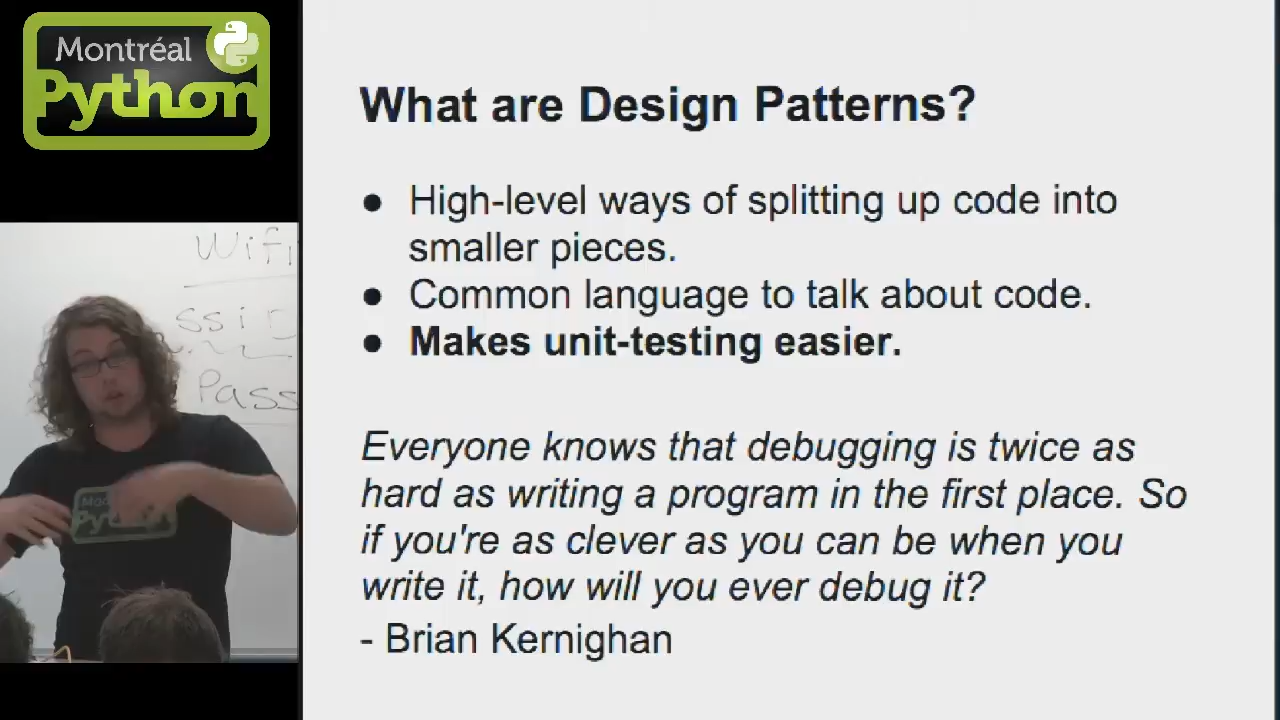 Montréal
Python
What are Design Patterns?
● High-level ways of splitting up code into
smaller pieces.
● Common language to talk about code.
● Makes unit-testing easier.
Everyone knows that debugging is twice as
hard as writing a program in the first place. So
if you're as clever as you can be when you
write it, how will you ever debug it?
- Brian Kernighan
Wifi
Pass